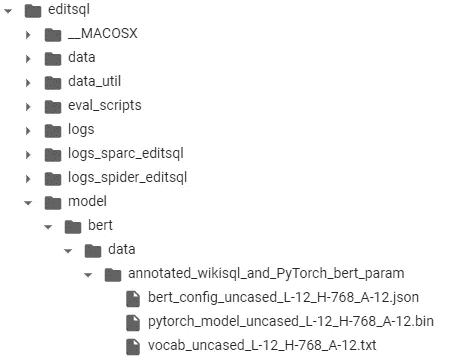 editsql
__MACOSX
data
data_util
eval_scripts
logs
logs_sparc_editsql
logs_spider_editsql
model
bert
data
annotated_wikisql_and_PyTorch_bert_param
bert_config_uncased_L-12_H-768_A-12.json
pytorch_model_uncased_L-12_H-768_A-12.bin
vocab_uncased_L-12_H-768_A-12.txt